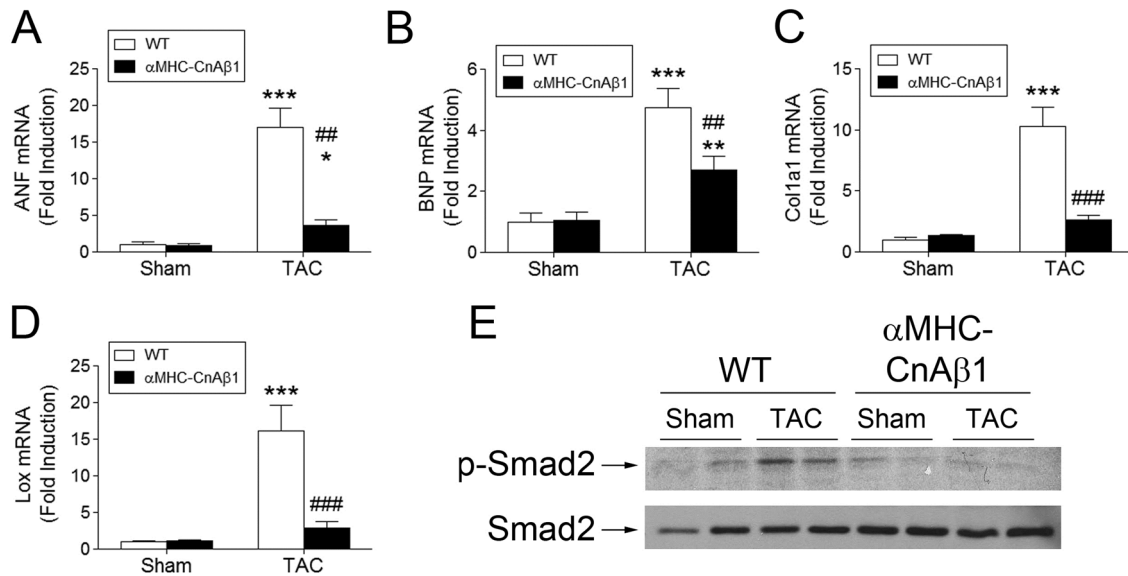 A
WT
αMHC-CnAβ1
ANF mRNA
(Fold Induction)
25
20
15
10
5
0
***
##
*
Sham
TAC
B
WT
αMHC-CnAβ1
BNP mRNA
(Fold Induction)
6
4
2
0
***
##
**
Sham
TAC
C
WT
αMHC-CnAβ1
Col1a1 mRNA
(Fold Induction)
15
10
5
0
***
###
Sham
TAC
D
WT
αMHC-CnAβ1
Lox mRNA
(Fold Induction)
25
20
15
10
5
0
***
###
Sham
TAC
E
WT
αMHC-
CnAβ1
Sham
TAC
Sham
TAC
p-Smad2
Smad2